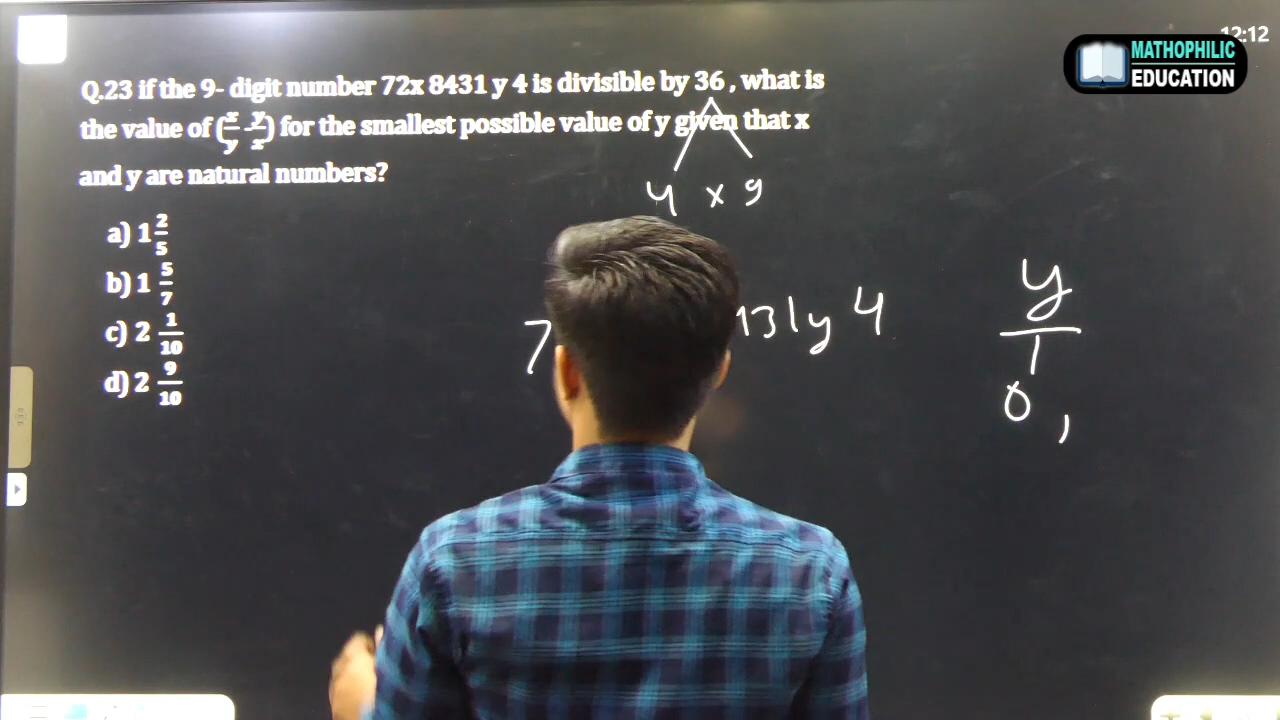 12:12
MATHOPHILIC
EDUCATION
Q.23 if the 9- digit number 72x 8431 y 4 is divisible by 36 , what is
the value of (x/y - y/x) for the smallest possible value of y given that x
and y are natural numbers?
4 x 9
a) 1 2/5
b) 1 5/7
c) 2 1/10
d) 2 9/10
7
131y4
y
1
0 ,